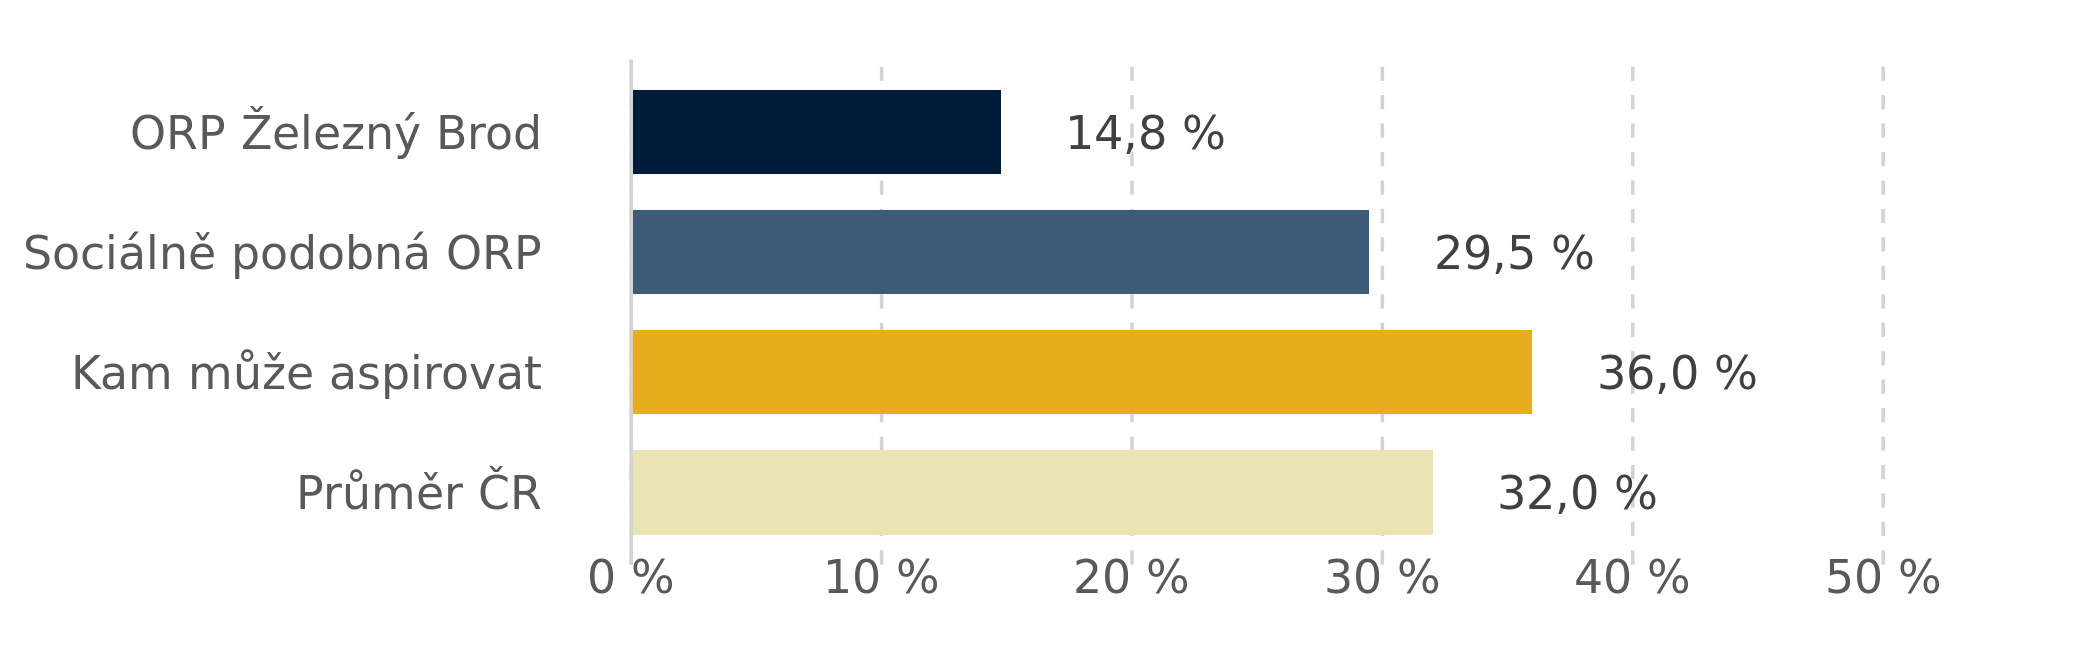 ORP Železný Brod
14,8 %
Sociálně podobná ORP
29,5 %
Kam může aspirovat
36,0 %
Průměr ČR
32,0 %
0 % 10 % 20 % 30 % 40 % 50 %